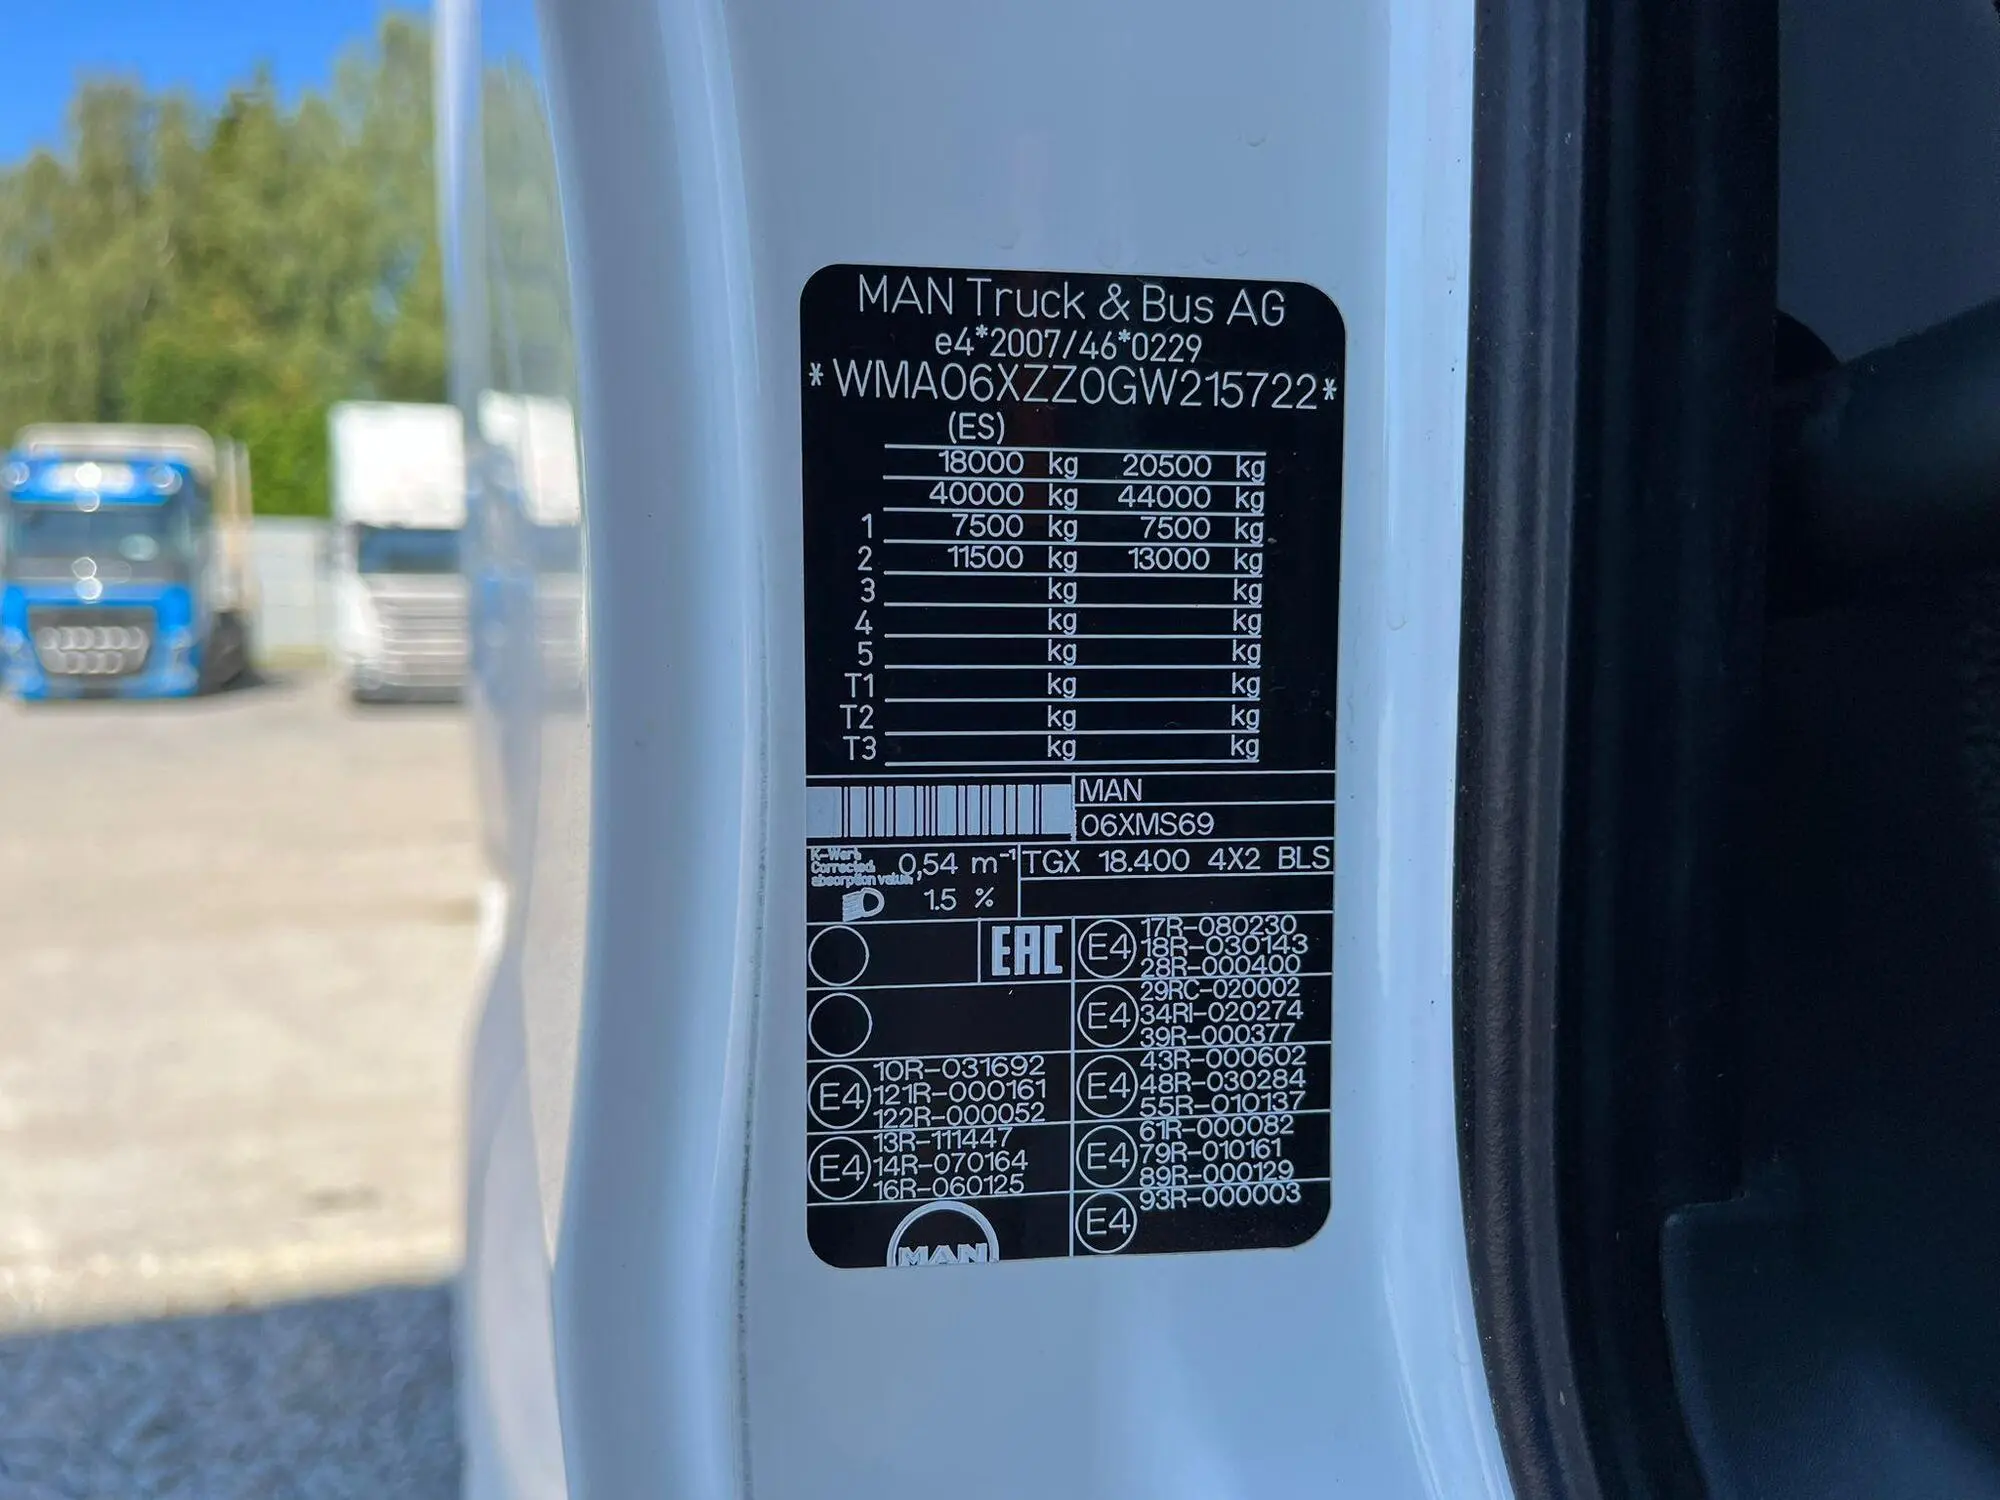 MAN Truck & Bus AG
e4*2007/46*0229
*WMA06XZZ0GW215722*
(ES)
18000 kg 20500 kg
40000 kg 44000 kg
1 7500 kg 7500 kg
2 11500 kg 13000 kg
3 kg kg
4 kg kg
5 kg kg
T1 kg kg
T2 kg kg
T3 kg kg
MAN
06XMS69
K-Wert
Corrected
absorption value
0,54 m⁻¹
1.5 %
TGX 18.400 4X2 BLS
EAC
E4
10R-031692
121R-000161
122R-000052
E4
13R-111447
14R-070164
16R-060125
MAN
E4
17R-080230
18R-030143
28R-000400
E4
29RC-020002
34RI-020274
39R-000377
E4
43R-000602
48R-030284
55R-010137
E4
61R-000082
79R-010161
89R-000129
E4
93R-000003